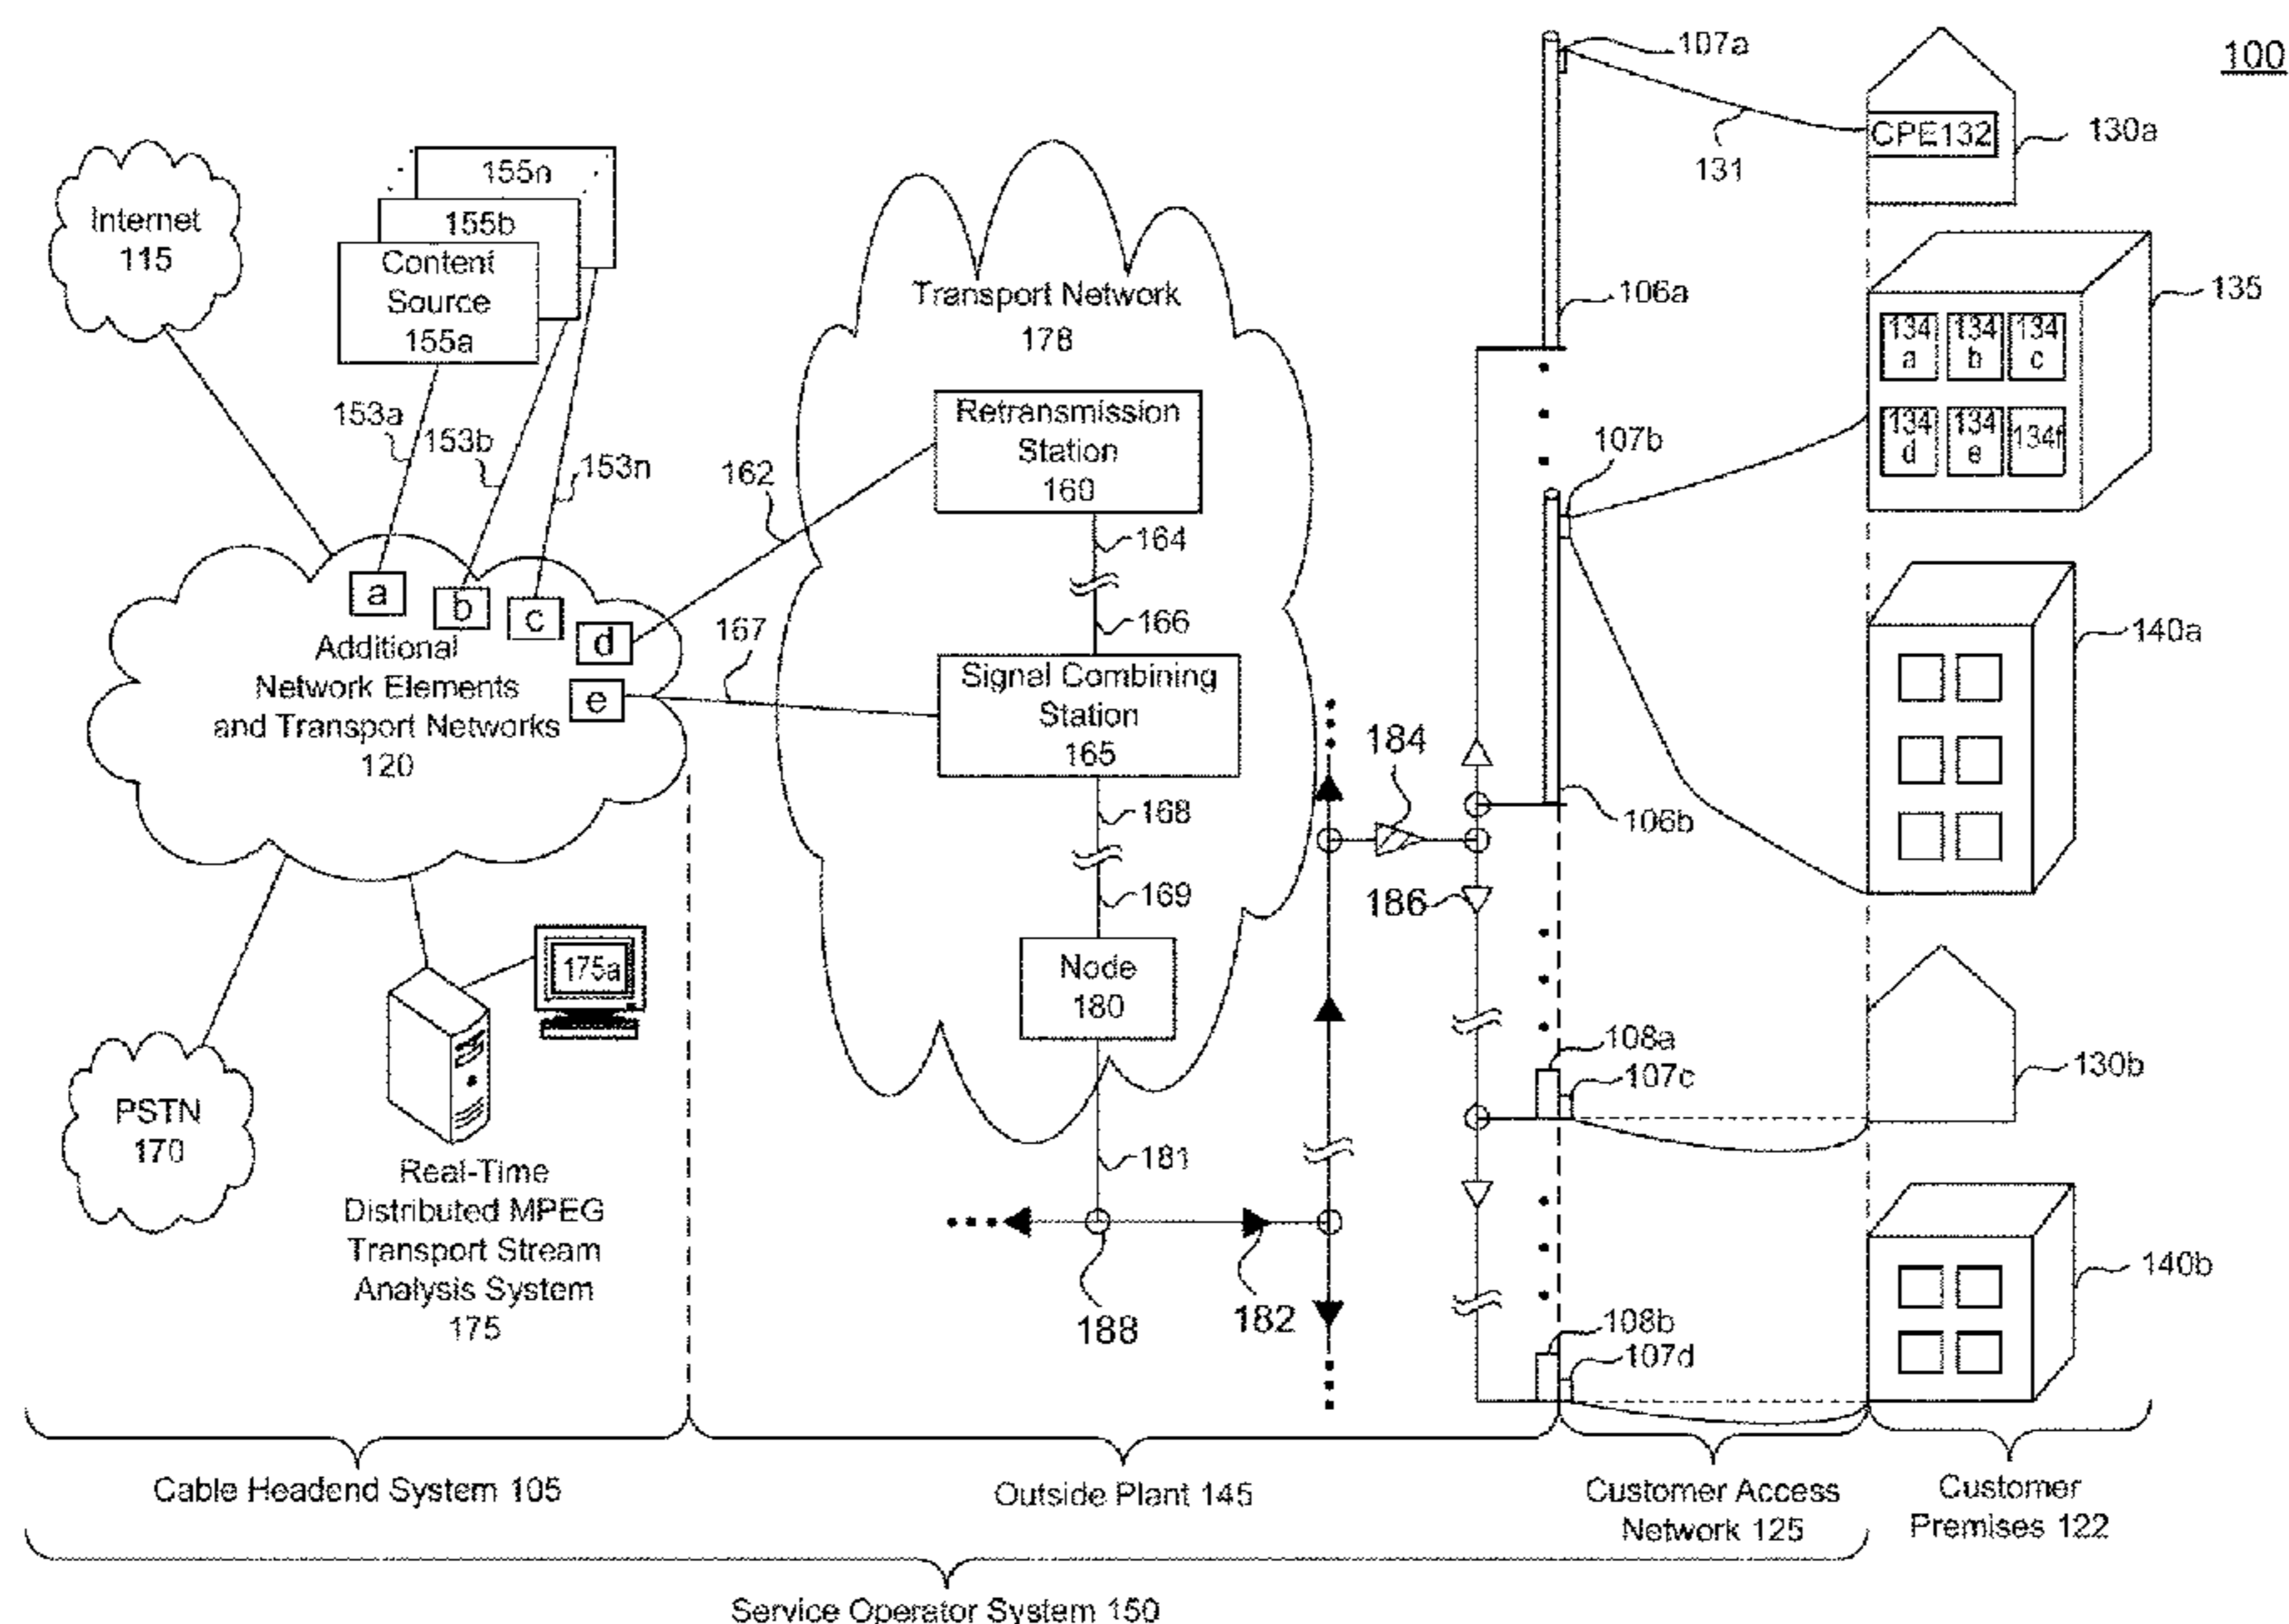 100
Internet
115
155n
155b
Content
Source
155a
153a
153b
153n
a
b
c
d
e
Additional
Network Elements
and Transport Networks
120
PSTN
170
175a
Real-Time
Distributed MPEG
Transport Stream
Analysis System
175
162
167
Transport Network
178
Retransmission
Station
160
164
166
Signal Combining
Station
165
168
169
Node
180
181
188
182
184
186
107a
131
106a
107b
106b
108a
107c
108b
107d
CPE132
130a
135
134
a
134
b
134
c
134
d
134
e
134f
140a
130b
140b
Cable Headend System 105
Outside Plant 145
Customer Access
Network 125
Customer
Premises 122
Service Operator System 150